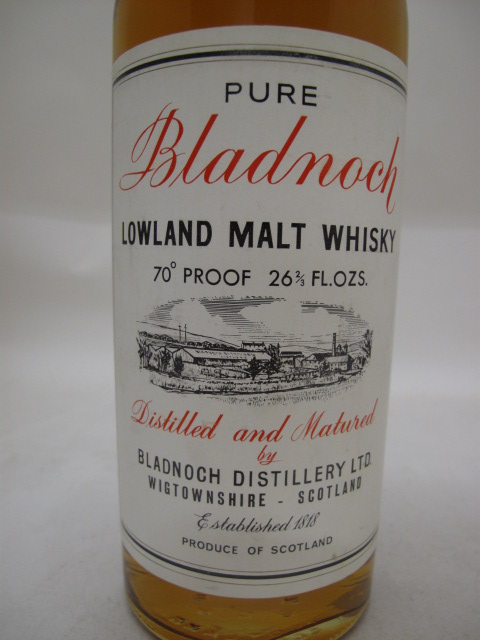 PURE
Bladnoch
LOWLAND MALT WHISKY
70° PROOF 26⅔ FL.OZS.
Distilled and Matured
by
BLADNOCH DISTILLERY LTD.
WIGTOWNSHIRE - SCOTLAND
Established 1818
PRODUCE OF SCOTLAND